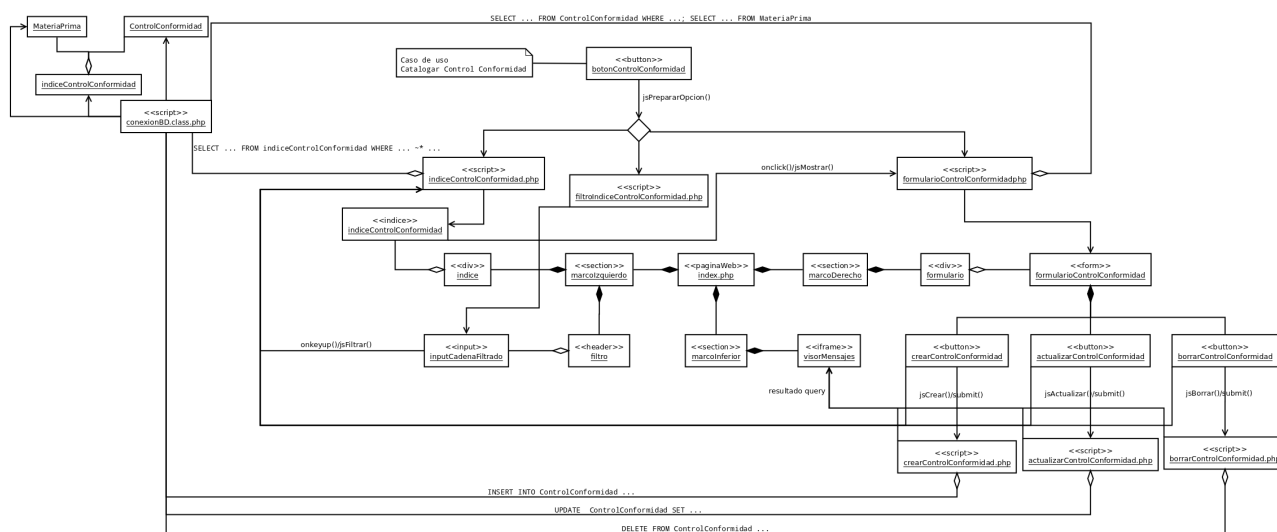 SELECT ... FROM ControlConformidad WHERE ...; SELECT ... FROM MateriaPrima
MateriaPrima
ControlConformidad
Caso de uso
Catalogar Control Conformidad
<<button>>
botonControlConformidad
indiceControlConformidad
jsPrepararOpcion()
<<script>>
conexionBD.class.php
SELECT ... FROM indiceControlConformidad WHERE ... ~* ...
<<script>>
indiceControlConformidad.php
onclick()/jsMostrar()
<<script>>
formularioControlConformidadphp
<<script>>
filtroIndiceControlConformidad.php
<<indice>>
indiceControlConformidad
<<div>>
indice
<<section>>
marcoIzquierdo
<<paginaWeb>>
index.php
<<section>>
marcoDerecho
<<div>>
formulario
<<form>>
formularioControlConformidad
onkeyup()/jsFiltrar()
<<input>>
inputCadenaFiltrado
<<header>>
filtro
<<section>>
marcoInferior
<<iframe>>
visorMensajes
<<button>>
crearControlConformidad
<<button>>
actualizarControlConformidad
<<button>>
borrarControlConformidad
resultado query
jsCrear()/submit()
jsActualizar()/submit()
jsBorrar()/submit()
<<script>>
crearControlConformidad.php
<<script>>
actualizarControlConformidad.php
<<script>>
borrarControlConformidad.php
INSERT INTO ControlConformidad ...
UPDATE  ControlConformidad SET ...
DELETE FROM ControlConformidad ...